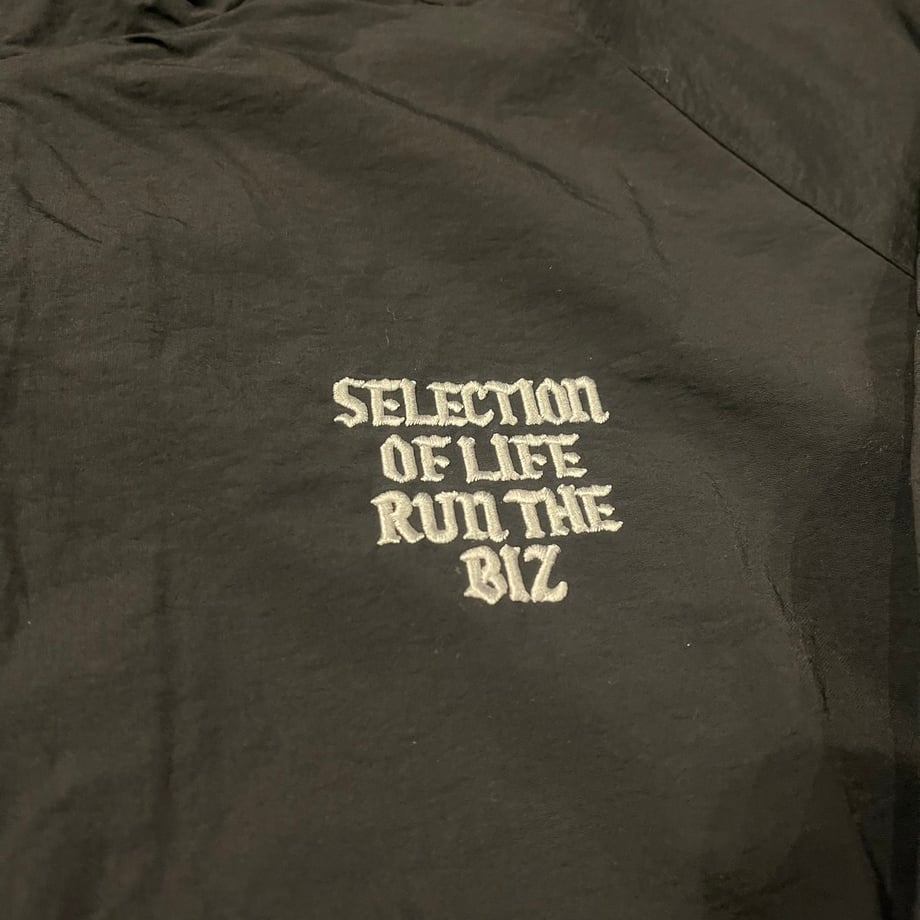 SELECTION
OF LIFE
RUN THE
BIZ